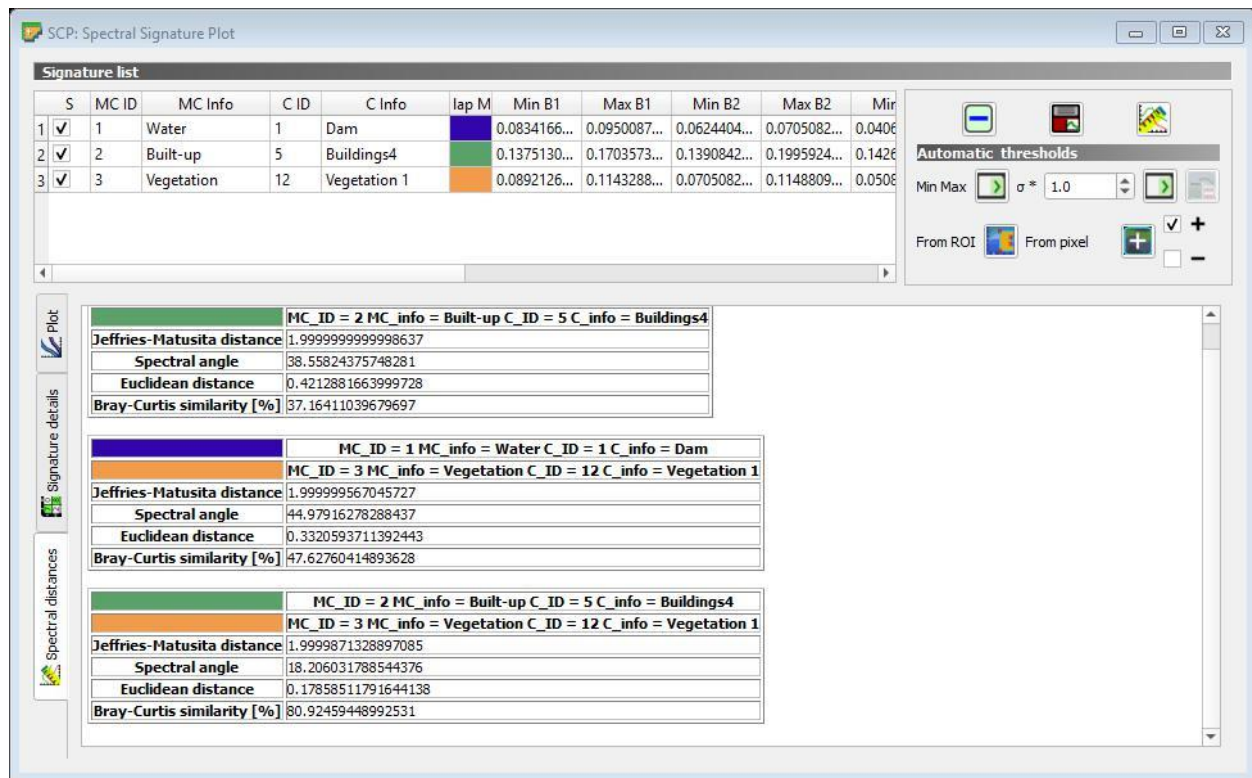 SCP: Spectral Signature Plot
Signature list
S MC ID MC Info C ID C Info lap M Min B1 Max B1 Min B2 Max B2 Min
1 1 Water 1 Dam 0.0834166... 0.0950087... 0.0624404... 0.0705082... 0.0406
2 2 Built-up 5 Buildings4 0.1375130... 0.1703573... 0.1390842... 0.1995924... 0.1426
3 3 Vegetation 12 Vegetation 1 0.0892126... 0.1143288... 0.0705082... 0.1148809... 0.0508
Automatic thresholds
Min Max σ * 1.0
From ROI From pixel
Plot
Signature details
Spectral distances
MC_ID = 2 MC_info = Built-up C_ID = 5 C_info = Buildings4
Jeffries-Matusita distance 1.9999999999998637
Spectral angle 38.55824375748281
Euclidean distance 0.4212881663999728
Bray-Curtis similarity [%] 37.16411039679697
MC_ID = 1 MC_info = Water C_ID = 1 C_info = Dam
MC_ID = 3 MC_info = Vegetation C_ID = 12 C_info = Vegetation 1
Jeffries-Matusita distance 1.999999567045727
Spectral angle 44.97916278288437
Euclidean distance 0.3320593711392443
Bray-Curtis similarity [%] 47.62760414893628
MC_ID = 2 MC_info = Built-up C_ID = 5 C_info = Buildings4
MC_ID = 3 MC_info = Vegetation C_ID = 12 C_info = Vegetation 1
Jeffries-Matusita distance 1.9999871328897085
Spectral angle 18.206031788544376
Euclidean distance 0.17858511791644138
Bray-Curtis similarity [%] 80.92459448992531